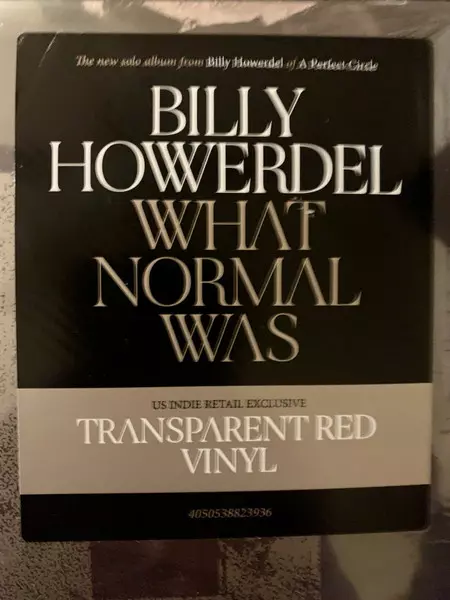 The new solo album from Billy Howerdel of A Perfect Circle
BILLY
HOWERDEL
WHAT
NORMAL
WAS
US INDIE RETAIL EXCLUSIVE
TRANSPARENT RED
VINYL
4050538823936